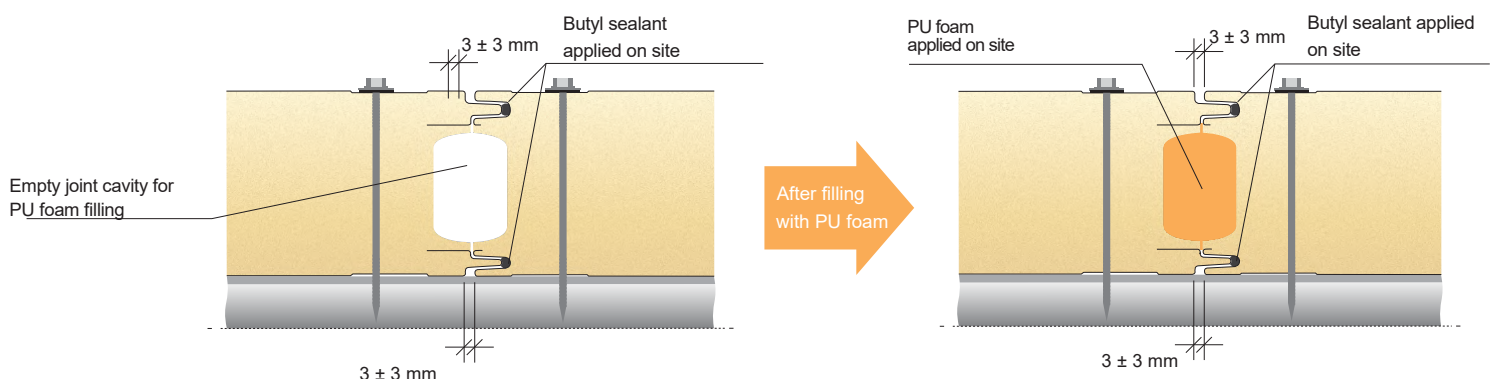 3 ± 3 mm
Butyl sealant
applied on site
Empty joint cavity for
PU foam filling
3 ± 3 mm
After filling
with PU foam
PU foam
applied on site
3 ± 3 mm
Butyl sealant applied
on site
3 ± 3 mm